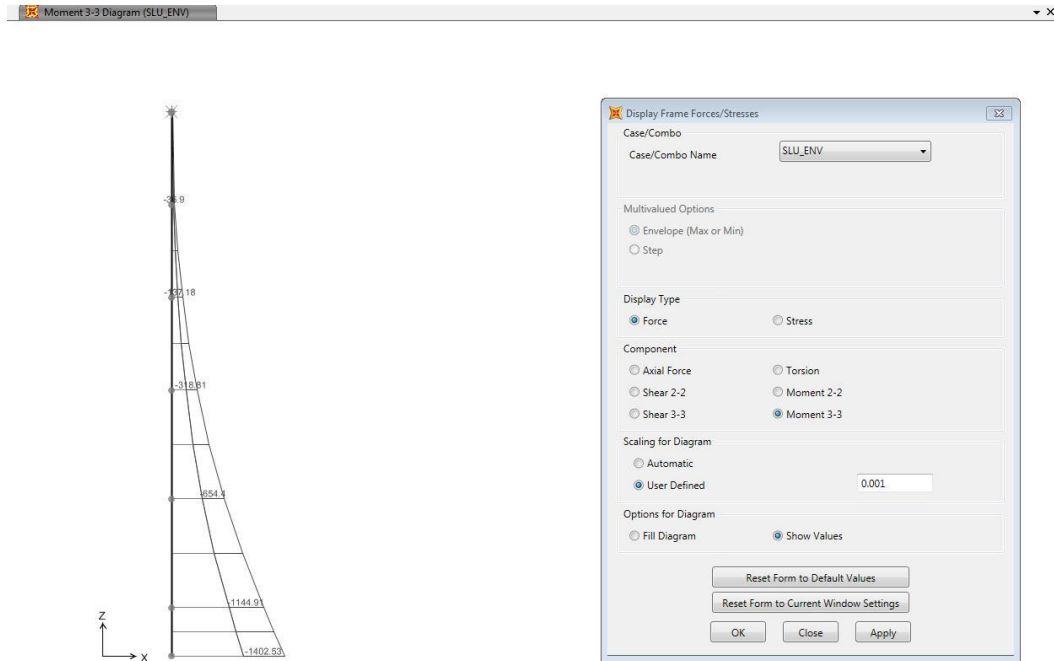 Moment 3-3 Diagram (SLU_ENV)
-137.18
-318.81
-654.4
-1144.91
-1402.53
Z
X
Display Frame Forces/Stresses
Case/Combo
Case/Combo Name
SLU_ENV
Multivalued Options
Envelope (Max or Min)
Step
Display Type
Force
Stress
Component
Axial Force
Torsion
Shear 2-2
Moment 2-2
Shear 3-3
Moment 3-3
Scaling for Diagram
Automatic
User Defined
0.001
Options for Diagram
Fill Diagram
Show Values
Reset Form to Default Values
Reset Form to Current Window Settings
OK
Close
Apply